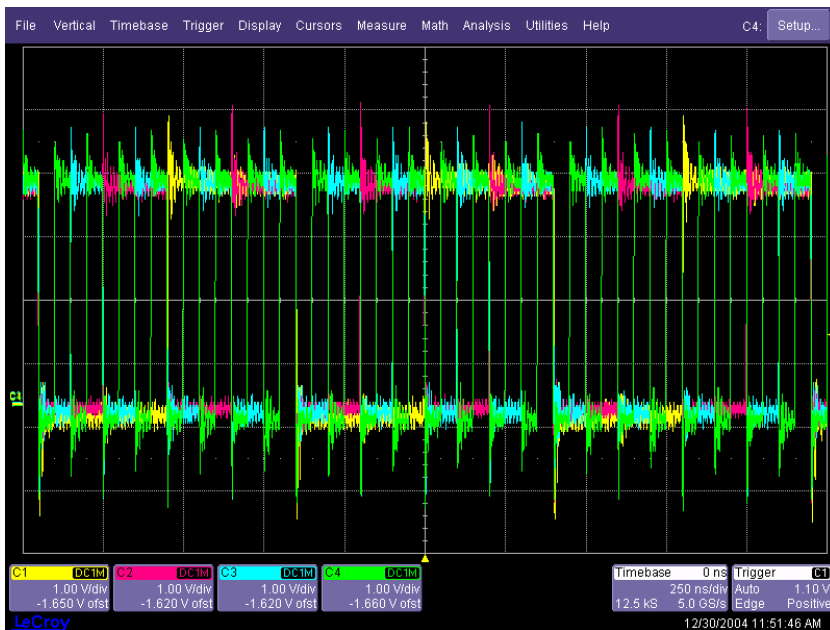 File Vertical Timebase Trigger Display Cursors Measure Math Analysis Utilities Help C4: Setup...
C1 DC1M C2 DC1M C3 DC1M C4 DC1M Timebase 0 ns Trigger C1
1.00 V/div 1.00 V/div 1.00 V/div 1.00 V/div 250 ns/div Auto 1.10 V
-1.650 V ofst -1.620 V ofst -1.620 V ofst -1.660 V ofst 12.5 kS 5.0 GS/s Edge Positive
LeCroy 12/30/2004 11:51:46 AM